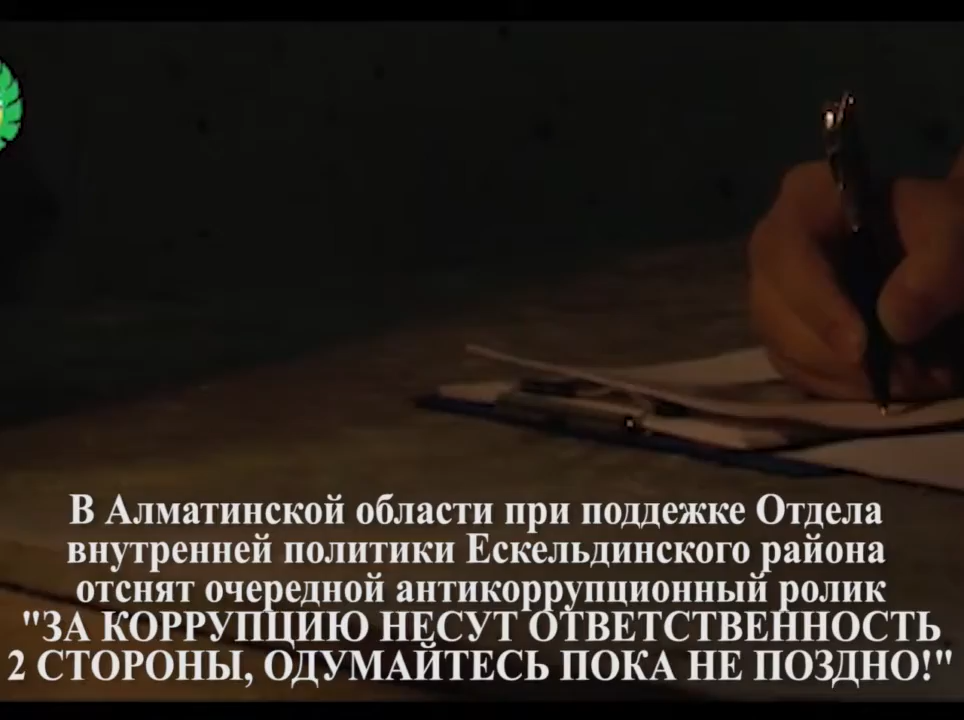 В Алматинской области при поддежке Отдела
внутренней политики Ескельдинского района
отснят очередной антикоррупционный ролик
"ЗА КОРРУПЦИЮ НЕСУТ ОТВЕТСТВЕННОСТЬ
2 СТОРОНЫ, ОДУМАЙТЕСЬ ПОКА НЕ ПОЗДНО!"